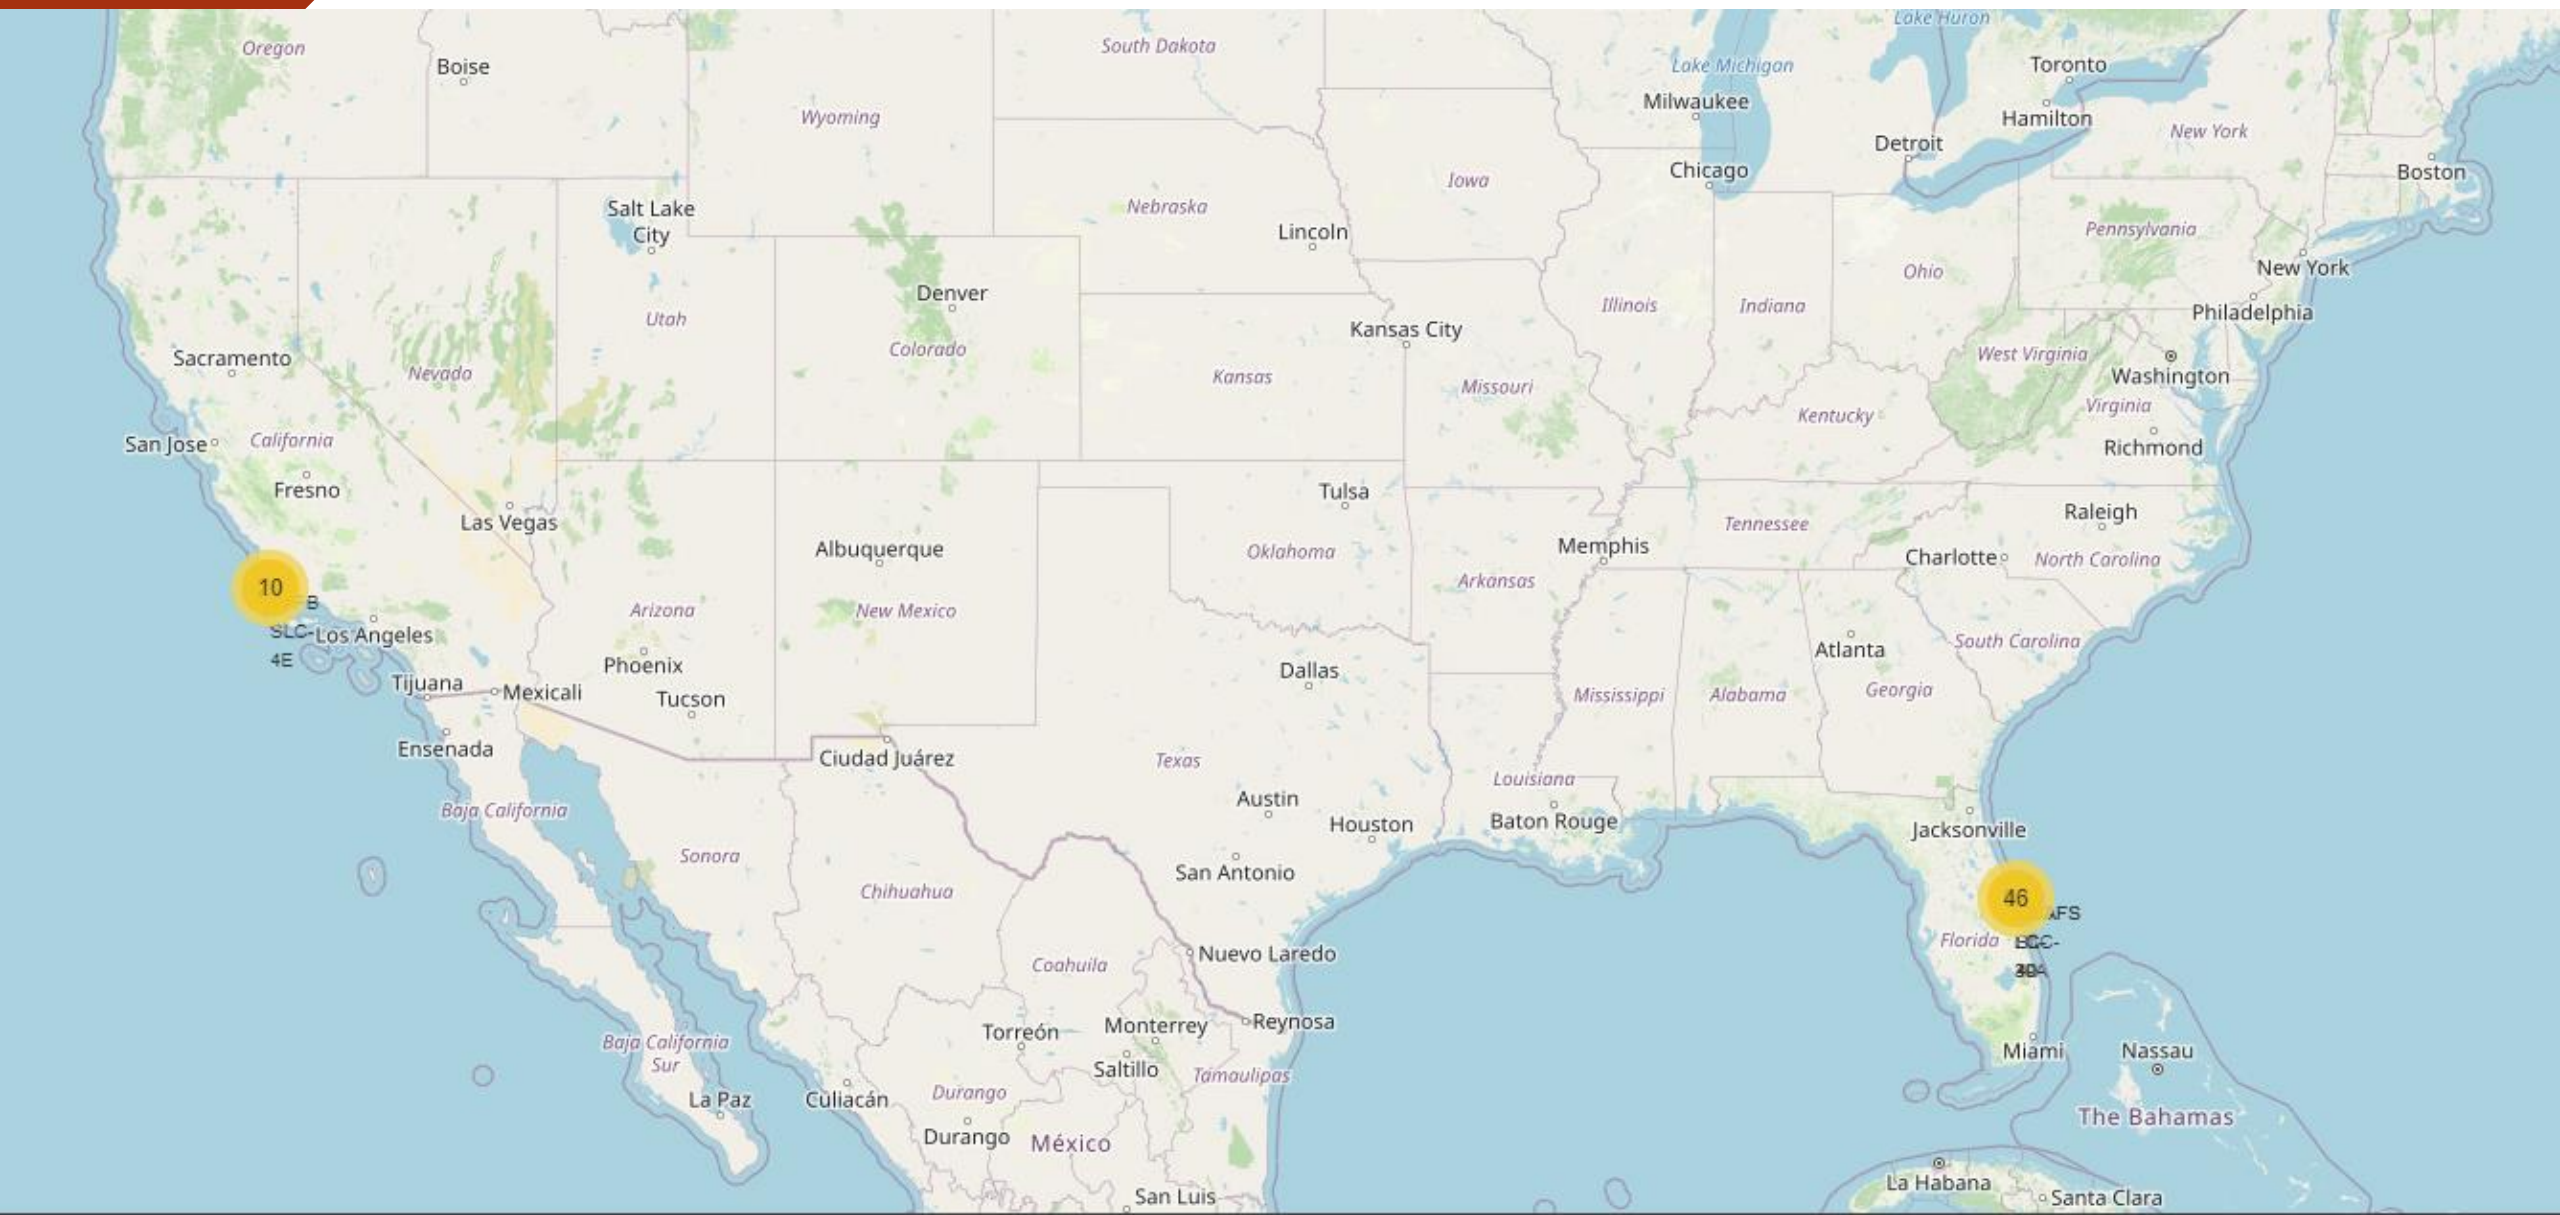 Lake Huron
Oregon
South Dakota
Boise
Toronto
Lake Michigan
Milwaukee
Wyoming
Hamilton
New York
Detroit
Chicago
Boston
Iowa
Salt Lake
City
Nebraska
Lincoln
Pennsylvania
New York
Ohio
Denver
Utah
Illinois
Indiana
Philadelphia
Kansas City
Colorado
Sacramento
West Virginia
Nevada
Kansas
Washington
Missouri
Virginia
Kentucky
San Jose
California
Richmond
Fresno
Tulsa
Raleigh
Las Vegas
Tennessee
Albuquerque
Oklahoma
Memphis
Charlotte
North Carolina
Arkansas
10
B
Arizona
New Mexico
SLC-
Los Angeles
4E
South Carolina
Atlanta
Phoenix
Dallas
Tijuana
Mexicali
Tucson
Mississippi
Alabama
Georgia
Ensenada
Ciudad Juárez
Texas
Louisiana
Austin
Baja California
Houston
Baton Rouge
Jacksonville
Sonora
San Antonio
Chihuahua
46
AFS
Florida
Nuevo Laredo
Coahuila
Torreón
Monterrey
Reynosa
Baja California
Sur
Miami
Nassau
Saltillo
Tamaulipas
La Paz
Culiacán
Durango
The Bahamas
Durango
México
La Habana
San Luis
Santa Clara